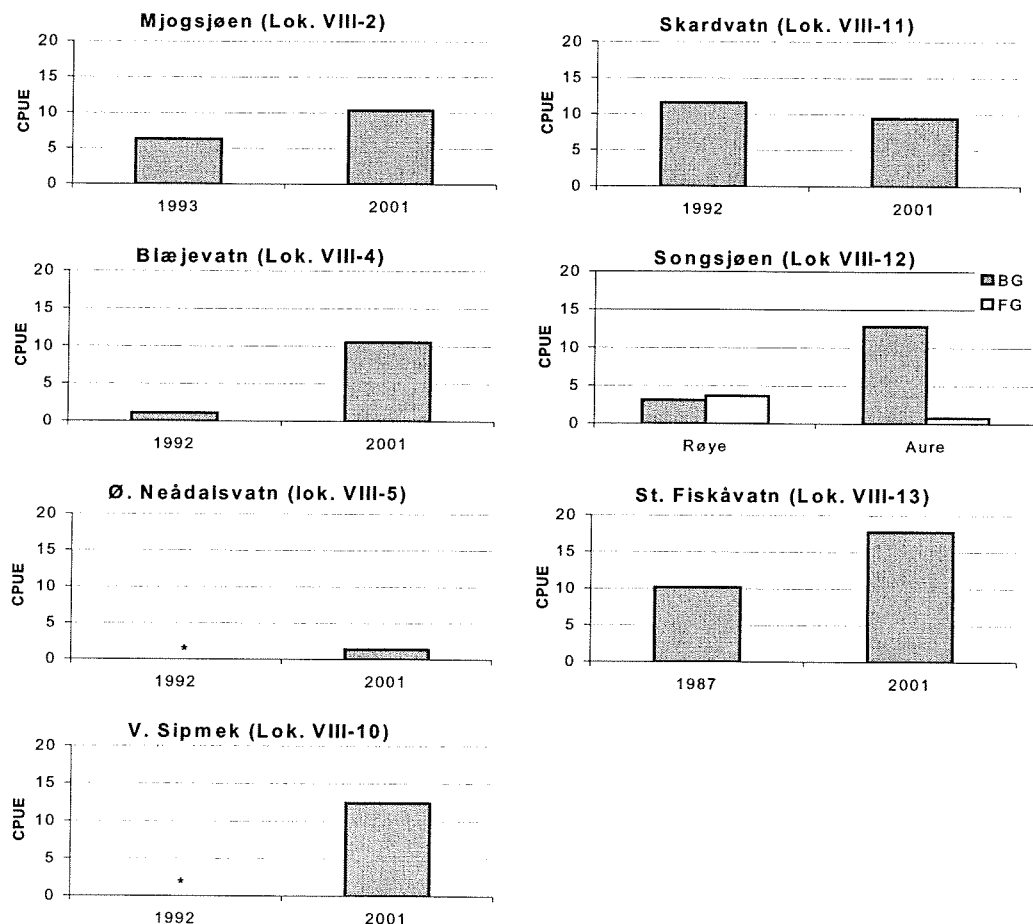 Mjogsjøen (Lok. VIII-2)
20
15
10
5
0
CPUE
1993 2001
Blæjevatn (Lok. VIII-4)
20
15
10
5
0
CPUE
1992 2001
Ø. Neådalsvatn (lok. VIII-5)
20
15
10
5
0
CPUE
*
1992 2001
V. Sipmek (Lok. VIII-10)
20
15
10
5
0
CPUE
*
1992 2001
Skardvatn (Lok. VIII-11)
20
15
10
5
0
CPUE
1992 2001
Songsjøen (Lok VIII-12)
20
15
10
5
0
CPUE
BG
FG
Røye Aure
St. Fiskåvatn (Lok. VIII-13)
20
15
10
5
0
CPUE
1987 2001